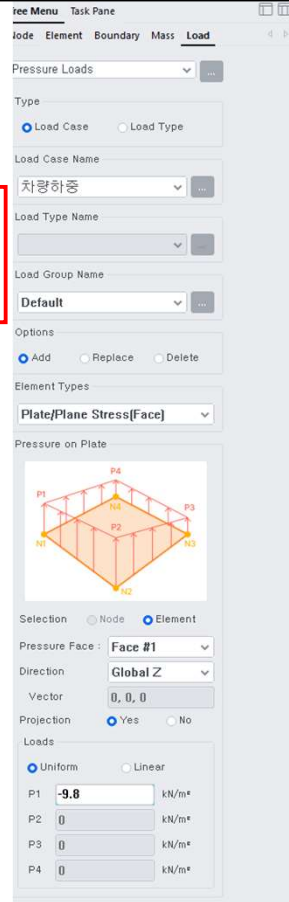 Tree Menu Task Pane
Node Element Boundary Mass Load
Pressure Loads
...
Type
Load Case Load Type
Load Case Name
차량하중
...
Load Type Name
...
Load Group Name
Default
...
Options
Add Replace Delete
Element Types
Plate/Plane Stress(Face)
Pressure on Plate
P4
P1
N4
P3
P2
N1
N3
N2
Selection Node Element
Pressure Face : Face #1
Direction Global Z
Vector 0, 0, 0
Projection Yes No
Loads
Uniform Linear
P1 -9.8 kN/m²
P2 0 kN/m²
P3 0 kN/m²
P4 0 kN/m²